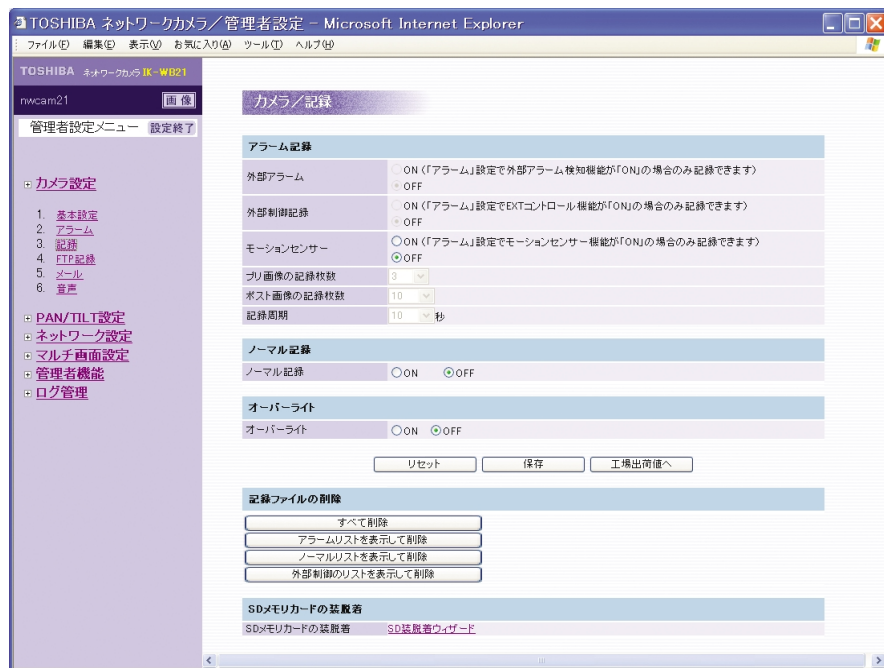 TOSHIBA ネットワークカメラ／管理者設定 - Microsoft Internet Explorer
ファイル(F) 編集(E) 表示(V) お気に入り(A) ツール(T) ヘルプ(H)
TOSHIBA ネットワークカメラ IK-WB21
nwcam21 画像
管理者設定メニュー 設定終了
カメラ設定
1. 基本設定
2. アラーム
3. 記録
4. FTP記録
5. メール
6. 音声
PAN/TILT設定
ネットワーク設定
マルチ画面設定
管理者機能
ログ管理
カメラ／記録
アラーム記録
外部アラーム
ON (「アラーム」設定で外部アラーム検知機能が「ON」の場合のみ記録できます)
OFF
外部制御記録
ON (「アラーム」設定でEXTコントロール機能が「ON」の場合のみ記録できます)
OFF
モーションセンサー
ON (「アラーム」設定でモーションセンサー機能が「ON」の場合のみ記録できます)
OFF
プリ画像の記録枚数 3
ポスト画像の記録枚数 10
記録周期 10 秒
ノーマル記録
ノーマル記録 ON OFF
オーバーライト
オーバーライト ON OFF
リセット 保存 工場出荷値へ
記録ファイルの削除
すべて削除
アラームリストを表示して削除
ノーマルリストを表示して削除
外部制御のリストを表示して削除
SDメモリカードの装脱着
SDメモリカードの装脱着 SD装脱着ウィザード